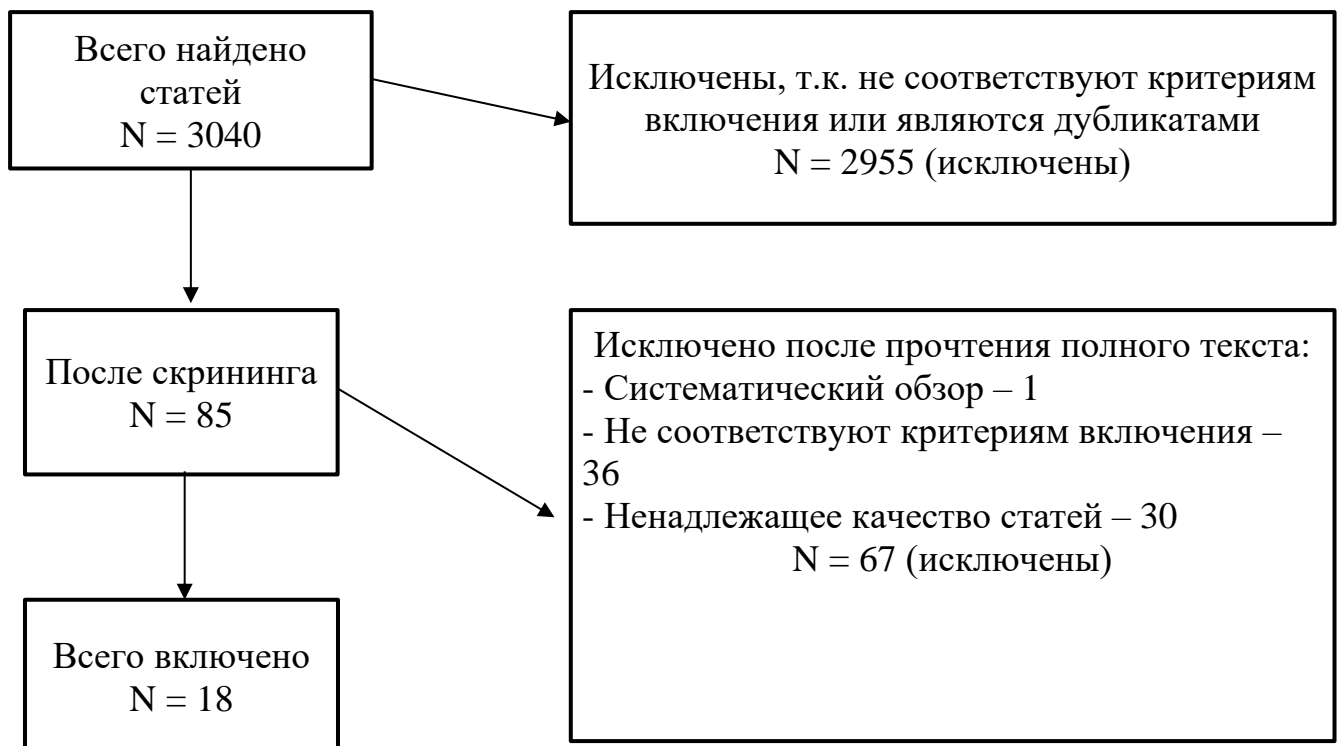 Всего найдено
статей
N = 3040
Исключены, т.к. не соответствуют критериям
включения или являются дубликатами
N = 2955 (исключены)
После скрининга
N = 85
Исключено после прочтения полного текста:
- Систематический обзор – 1
- Не соответствуют критериям включения –
36
- Ненадлежащее качество статей – 30
N = 67 (исключены)
Всего включено
N = 18